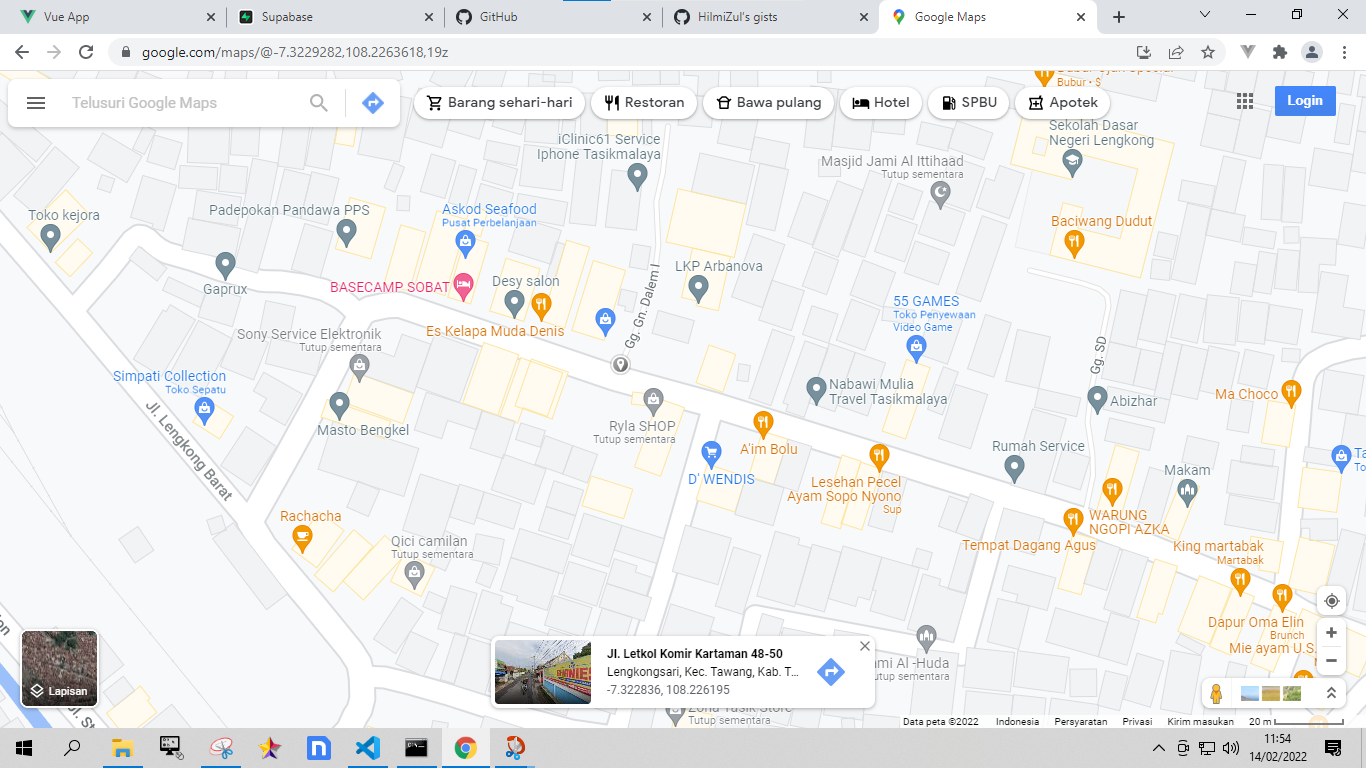 Vue App
Supabase
GitHub
HilmiZul's gists
Google Maps
google.com/maps/@-7.3229282,108.2263618,19z
Telusuri Google Maps
Barang sehari-hari
Restoran
Bawa pulang
Hotel
SPBU
Apotek
Login
Bubur • $
iClinic61 Service
Iphone Tasikmalaya
Masjid Jami Al Ittihaad
Tutup sementara
Sekolah Dasar
Negeri Lengkong
Toko kejora
Padepokan Pandawa PPS
Askod Seafood
Pusat Perbelanjaan
Baciwang Dudut
Gaprux
BASECAMP SOBAT
Desy salon
LKP Arbanova
Gg. Gn. Dalem I
55 GAMES
Toko Penyewaan
Video Game
Sony Service Elektronik
Tutup sementara
Es Kelapa Muda Denis
Gg. SD
Simpati Collection
Toko Sepatu
Jl. Lengkong Barat
Masto Bengkel
Ryla SHOP
Tutup sementara
Nabawi Mulia
Travel Tasikmalaya
Abizhar
Ma Choco
A'im Bolu
D' WENDIS
Lesehan Pecel
Ayam Sopo Nyono
Sup
Rumah Service
Makam
Rachacha
Qici camilan
Tutup sementara
WARUNG
NGOPI AZKA
Tempat Dagang Agus
King martabak
Martabak
Dapur Oma Elin
Brunch
Mie ayam U.S.
Jl. Letkol Komir Kartaman 48-50
Lengkongsari, Kec. Tawang, Kab. T...
-7.322836, 108.226195
ami Al -Huda
tup sementara
Zona Tasik Store
Tutup sementara
Lapisan
Data peta ©2022
Indonesia
Persyaratan
Privasi
Kirim masukan
20 m
11:54
14/02/2022